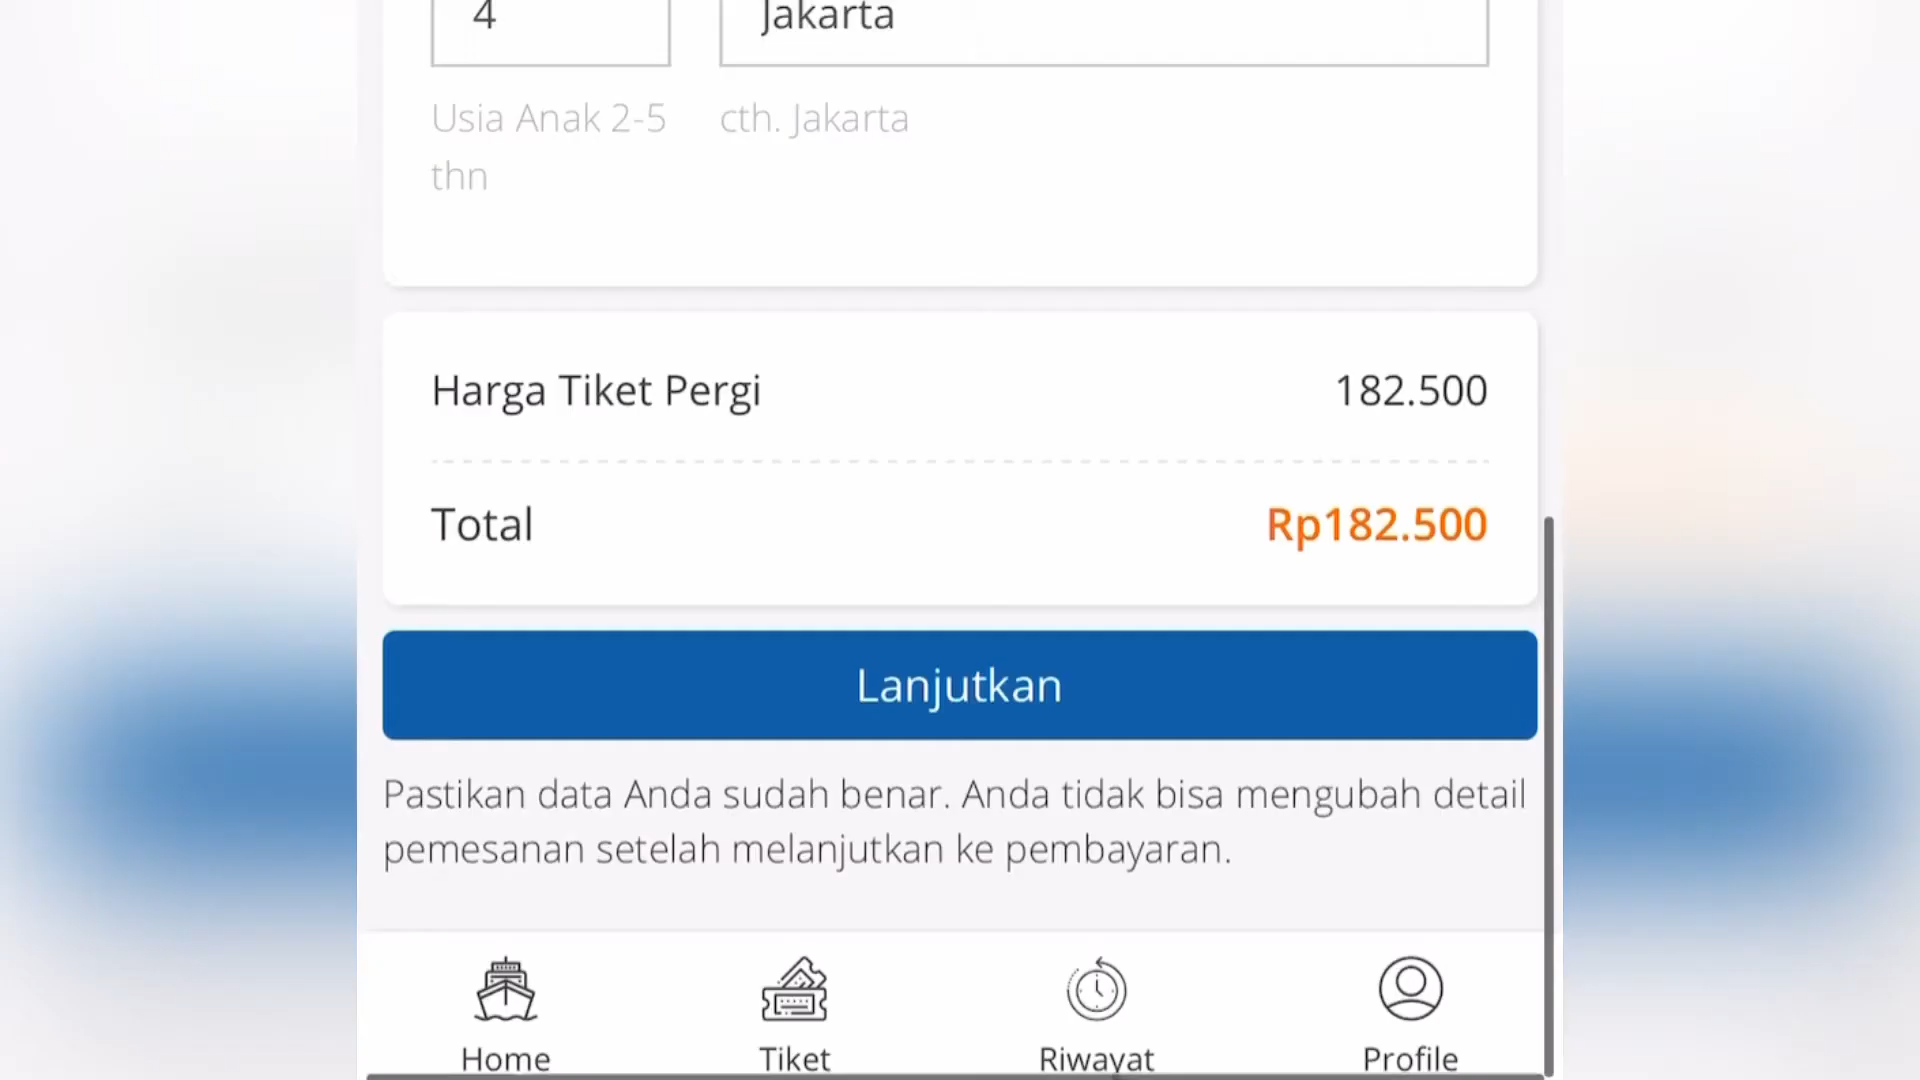 4 Jakarta
Usia Anak 2-5 cth. Jakarta
thn
Harga Tiket Pergi 182.500
Total Rp182.500
Lanjutkan
Pastikan data Anda sudah benar. Anda tidak bisa mengubah detail
pemesanan setelah melanjutkan ke pembayaran.
Home Tiket Riwayat Profile